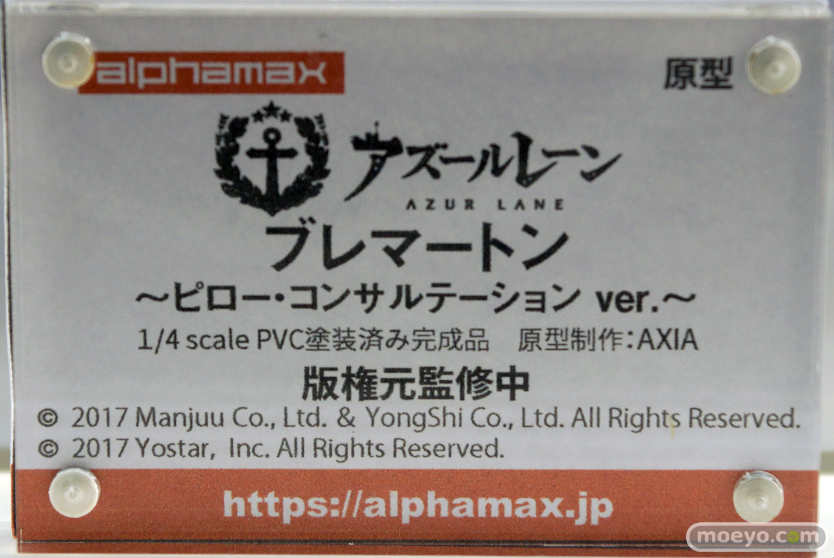 alphamax
原型
アズールレーン
AZUR LANE
ブレマートン
～ピロー・コンサルテーション ver.～
1/4 scale PVC塗装済み完成品　原型制作：AXIA
版権元監修中
© 2017 Manjuu Co., Ltd. & YongShi Co., Ltd. All Rights Reserved.
© 2017 Yostar, Inc. All Rights Reserved.
https://alphamax.jp
moeyo.com